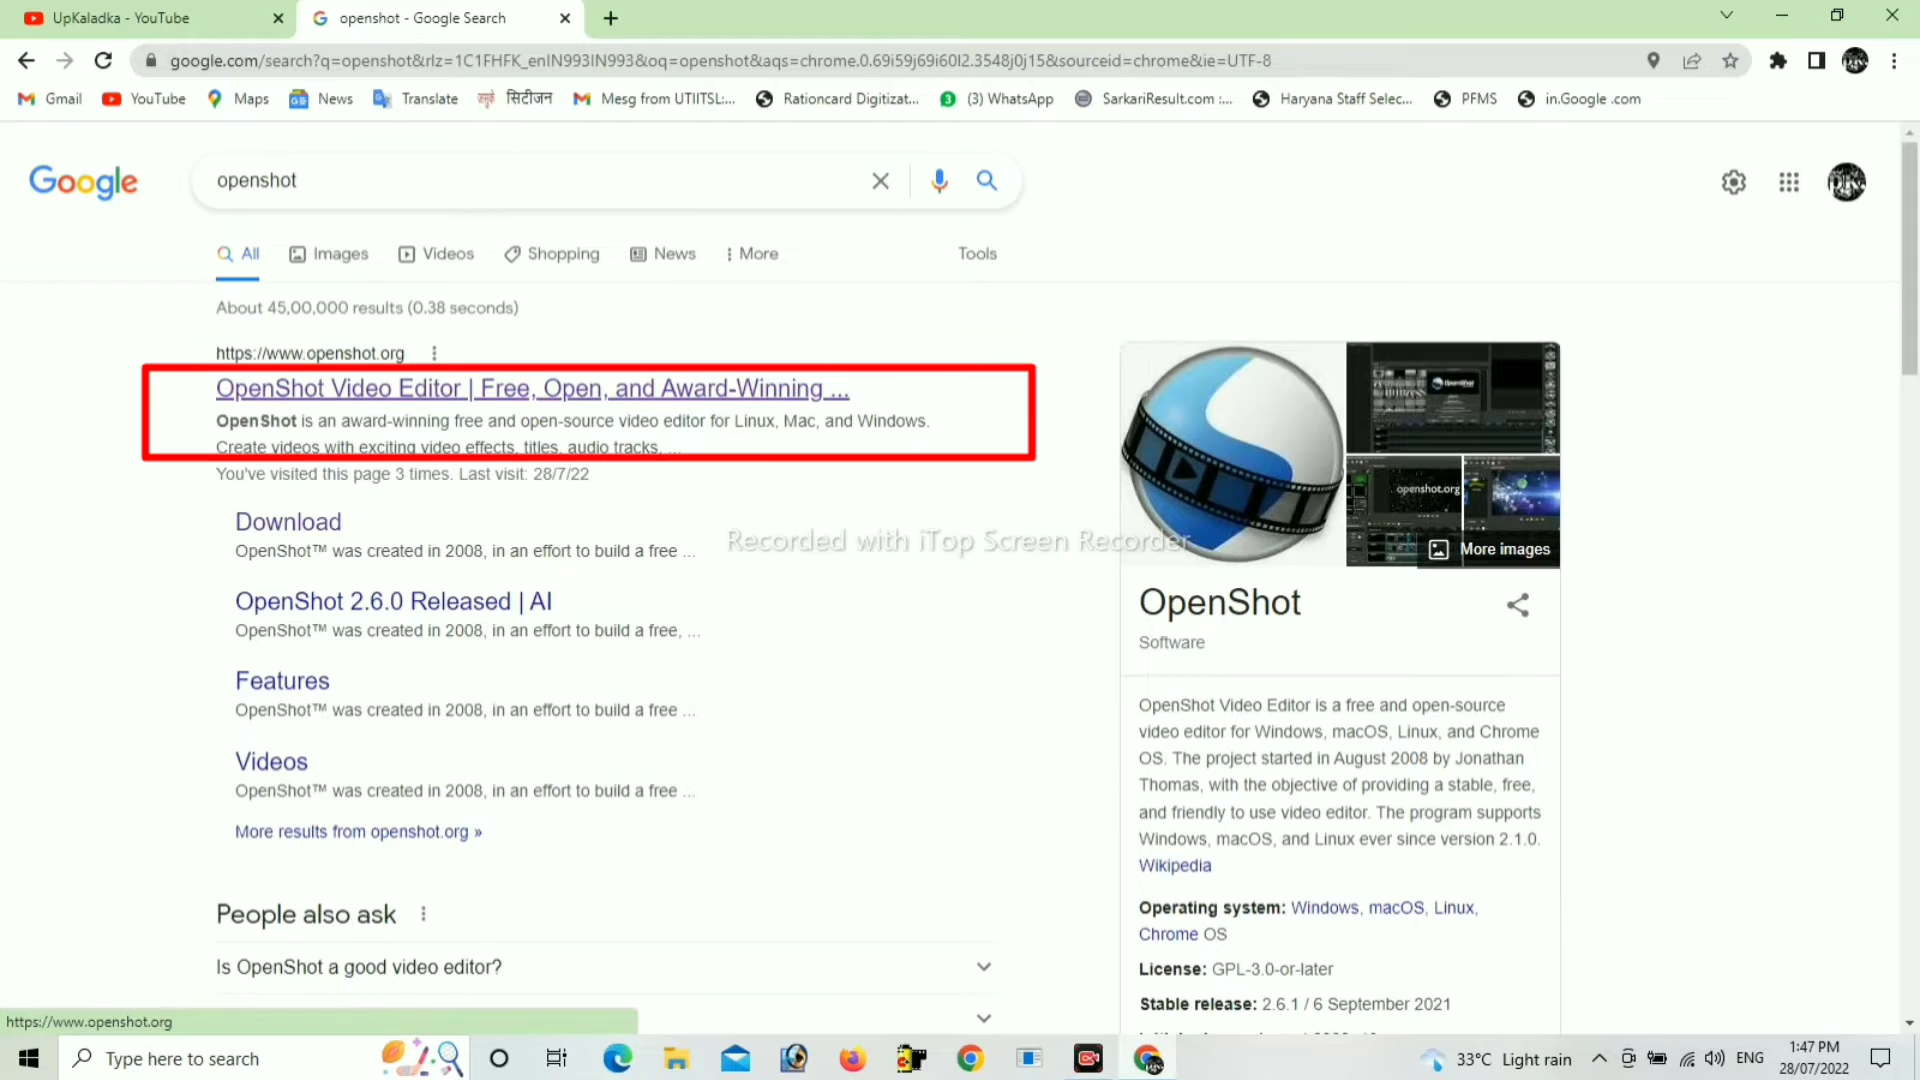 UpKaladka - YouTube
openshot - Google Search
google.com/search?q=openshot&rlz=1C1FHFK_enIN993IN993&oq=openshot&aqs=chrome.0.69i59j69i60l2.3548j0j15&sourceid=chrome&ie=UTF-8
Gmail YouTube Maps News Translate सिटीजन Mesg from UTIITSL:... Rationcard Digitizat... (3) WhatsApp SarkariResult.com :... Haryana Staff Selec... PFMS in.Google .com
Google
openshot
All Images Videos Shopping News More Tools
About 45,00,000 results (0.38 seconds)
https://www.openshot.org
OpenShot Video Editor | Free, Open, and Award-Winning ...
OpenShot is an award-winning free and open-source video editor for Linux, Mac, and Windows.
Create videos with exciting video effects, titles, audio tracks, ...
You've visited this page 3 times. Last visit: 28/7/22
Download
OpenShot™ was created in 2008, in an effort to build a free ...
OpenShot 2.6.0 Released | AI
OpenShot™ was created in 2008, in an effort to build a free, ...
Features
OpenShot™ was created in 2008, in an effort to build a free ...
Videos
OpenShot™ was created in 2008, in an effort to build a free ...
More results from openshot.org »
People also ask
Is OpenShot a good video editor?
Recorded with iTop Screen Recorder
openshot.org
More images
OpenShot
Software
OpenShot Video Editor is a free and open-source
video editor for Windows, macOS, Linux, and Chrome
OS. The project started in August 2008 by Jonathan
Thomas, with the objective of providing a stable, free,
and friendly to use video editor. The program supports
Windows, macOS, and Linux ever since version 2.1.0.
Wikipedia
Operating system: Windows, macOS, Linux,
Chrome OS
License: GPL-3.0-or-later
Stable release: 2.6.1 / 6 September 2021
https://www.openshot.org
Type here to search
33°C Light rain
ENG
1:47 PM
28/07/2022